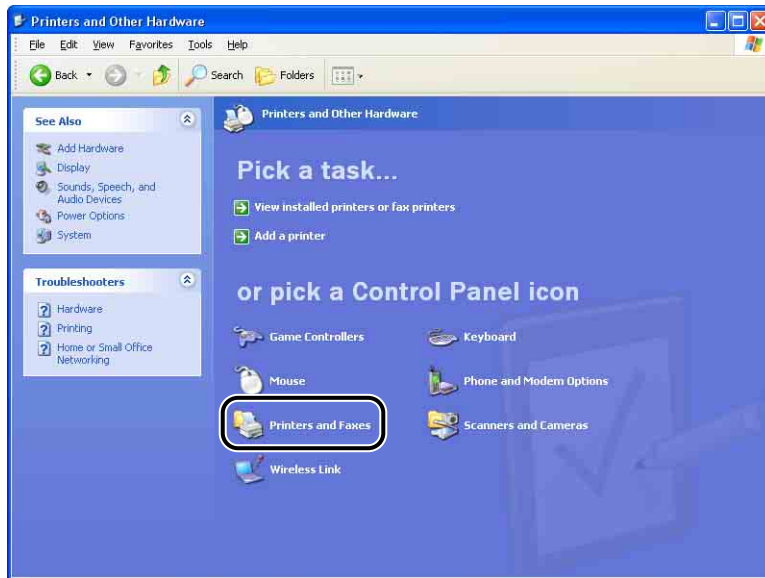 Printers and Other Hardware
File Edit View Favorites Tools Help
Back Search Folders
See Also
Add Hardware
Display
Sounds, Speech, and
Audio Devices
Power Options
System
Troubleshooters
Hardware
Printing
Home or Small Office
Networking
Printers and Other Hardware
Pick a task...
View installed printers or fax printers
Add a printer
or pick a Control Panel icon
Game Controllers Keyboard
Mouse Phone and Modem Options
Printers and Faxes Scanners and Cameras
Wireless Link